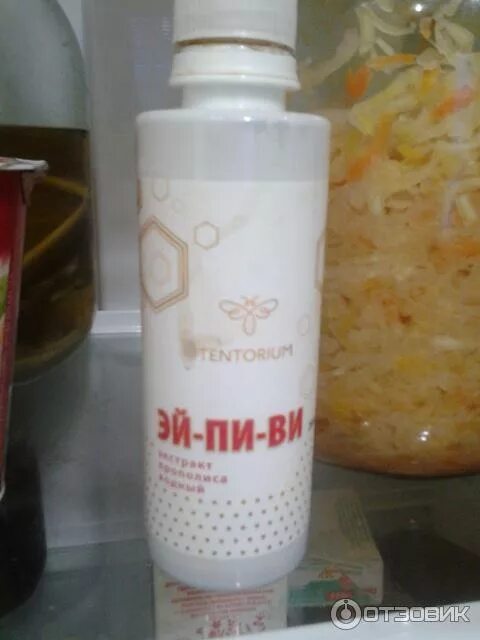 TENTORIUM
ЭЙ-ПИ-ВИ
экстракт
прополиса
водный
ОТЗОВИК